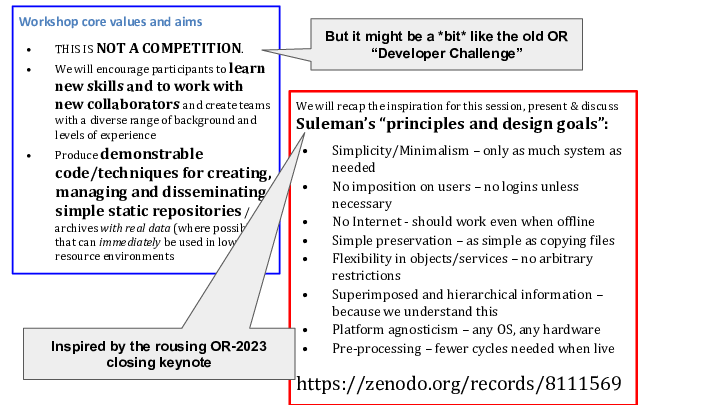 Workshop core values and aims
• THIS IS NOT A COMPETITION.
• We will encourage participants to learn
new skills and to work with
new collaborators and create teams
with a diverse range of background and
levels of experience
• Produce demonstrable
code/techniques for creating,
managing and disseminating
simple static repositories /
archives with real data (where
that can immediately be used in low
resource environments
But it might be a *bit* like the old OR
“Developer Challenge”
We will recap the inspiration for this session, present & discuss
Suleman’s “principles and design goals”:
• Simplicity/Minimalism – only as much system as
needed
• No imposition on users – no logins unless
necessary
• No Internet - should work even when offline
• Simple preservation – as simple as copying files
• Flexibility in objects/services – no arbitrary
restrictions
• Superimposed and hierarchical information –
because we understand this
• Platform agnosticism – any OS, any hardware
• Pre-processing – fewer cycles needed when live
https://zenodo.org/records/8111569
Inspired by the rousing OR-2023
closing keynote